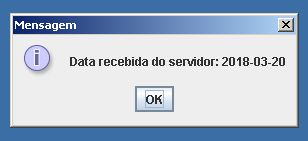 Mensagem
Data recebida do servidor: 2018-03-20
OK